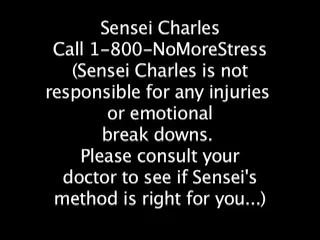 Sensei Charles
Call 1-800-NoMoreStress
(Sensei Charles is not
responsible for any injuries
or emotional
break downs.
Please consult your
doctor to see if Sensei's
method is right for you...)